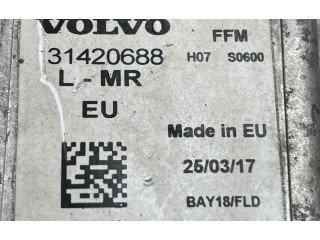 VOLVO FFM
31420688 H07 S0600
L - MR
EU
Made in EU
25/03/17
BAY18/FLD